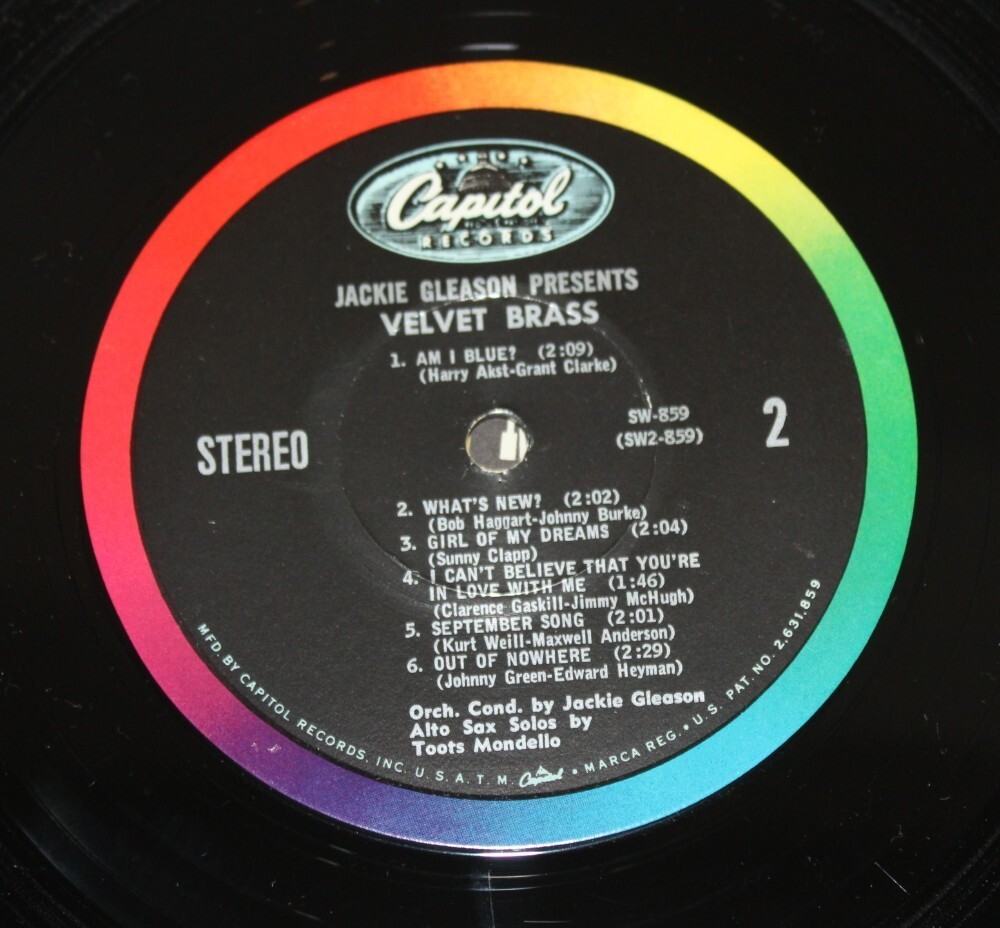 Capitol
RECORDS
JACKIE GLEASON PRESENTS
VELVET BRASS
1. AM I BLUE? (2:09)
(Harry Akst-Grant Clarke)
STEREO
SW-859
(SW2-859)
2
2. WHAT'S NEW? (2:02)
(Bob Haggart-Johnny Burke)
3. GIRL OF MY DREAMS (2:04)
(Sunny Clapp)
4. I CAN'T BELIEVE THAT YOU'RE
IN LOVE WITH ME (1:46)
(Clarence Gaskill-Jimmy McHugh)
5. SEPTEMBER SONG (2:01)
(Kurt Weill-Maxwell Anderson)
6. OUT OF NOWHERE (2:29)
(Johnny Green-Edward Heyman)
Orch. Cond. by Jackie Gleason
Alto Sax Solos by
Toots Mondello
MFD. BY CAPITOL RECORDS, INC. U. S. A. T. M. Capitol • MARCA REG. • U. S. PAT. NO. 2,631,859